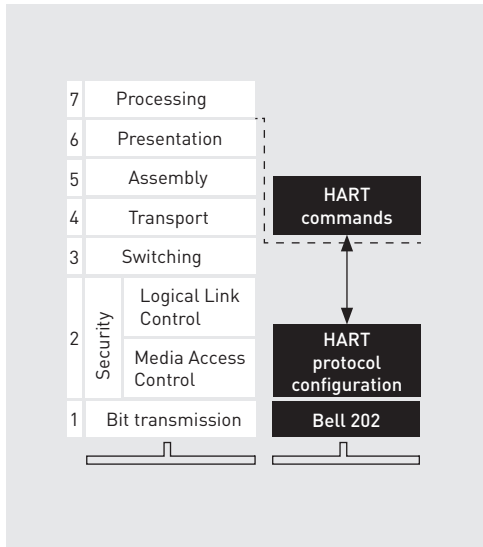 7 Processing
6 Presentation
5 Assembly
4 Transport
3 Switching
2 Security
Logical Link
Control
Media Access
Control
1 Bit transmission
HART
commands
HART
protocol
configuration
Bell 202